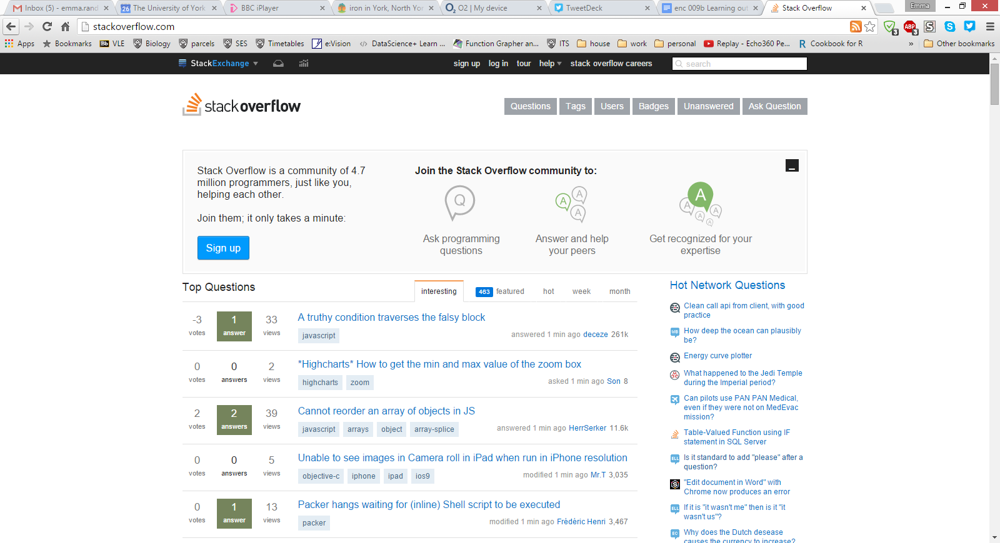 Inbox (5) - emma.rand
26 The University of York
BBC iPlayer
iron in York, North Yor
O2 | My device
TweetDeck
enc 009b Learning out
Stack Overflow
Emma
stackoverflow.com
3
ABP 3
Apps
Bookmarks
Bb VLE
Biology
parcels
SES
Timetables
e:Vision
DataScience+ Learn ...
Function Grapher an...
ITS
house
work
personal
Replay - Echo360 Pe...
R Cookbook for R
»
Other bookmarks
StackExchange
sign up
log in
tour
help
stack overflow careers
search
stackoverflow
Questions
Tags
Users
Badges
Unanswered
Ask Question
Stack Overflow is a community of 4.7
million programmers, just like you,
helping each other.
Join them; it only takes a minute:
Sign up
Join the Stack Overflow community to:
Q
Ask programming
questions
A A A
Answer and help
your peers
A A A A A
Get recognized for your
expertise
Top Questions
interesting
463 featured
hot
week
month
-3 votes
1 answer
33 views
A truthy condition traverses the falsy block
javascript
answered 1 min ago deceze 261k
0 votes
0 answers
2 views
*Highcharts* How to get the min and max value of the zoom box
highcharts zoom
asked 1 min ago Son 8
2 votes
2 answers
39 views
Cannot reorder an array of objects in JS
javascript arrays object array-splice
answered 1 min ago HerrSerker 11.6k
0 votes
0 answers
5 views
Unable to see images in Camera roll in iPad when run in iPhone resolution
objective-c iphone ipad ios9
modified 1 min ago Mr.T 3,035
0 votes
1 answer
13 views
Packer hangs waiting for (inline) Shell script to be executed
packer
modified 1 min ago Frédéric Henri 3,467
Hot Network Questions
Clean call api from client, with good
practice
WB How deep the ocean can plausibly
be?
Energy curve plotter
What happened to the Jedi Temple
during the Imperial period?
Can pilots use PAN PAN Medical,
even if they were not on MedEvac
mission?
Table-Valued Function using IF
statement in SQL Server
ELL Is it standard to add "please" after a
question?
"Edit document in Word" with
Chrome now produces an error
ELL If it is "it wasn't me" then is it "it
wasn't us"?
EC Why does the Dutch desease
causes the currency to increase?